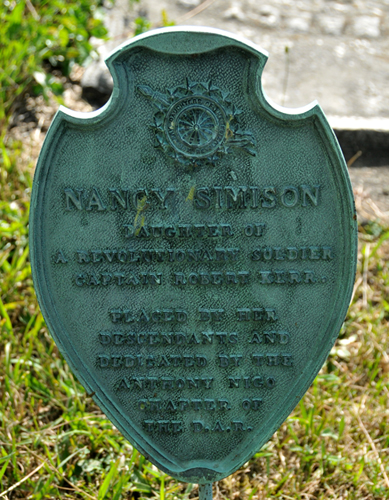 NANCY SIMISON
DAUGHTER OF
A REVOLUTIONARY SOLDIER
CAPTAIN ROBERT KERR.
PLACED BY HER
DESCENDANTS AND
DEDICATED BY THE
ANTHONY NIGO
CHAPTER OF
THE D.A.R.